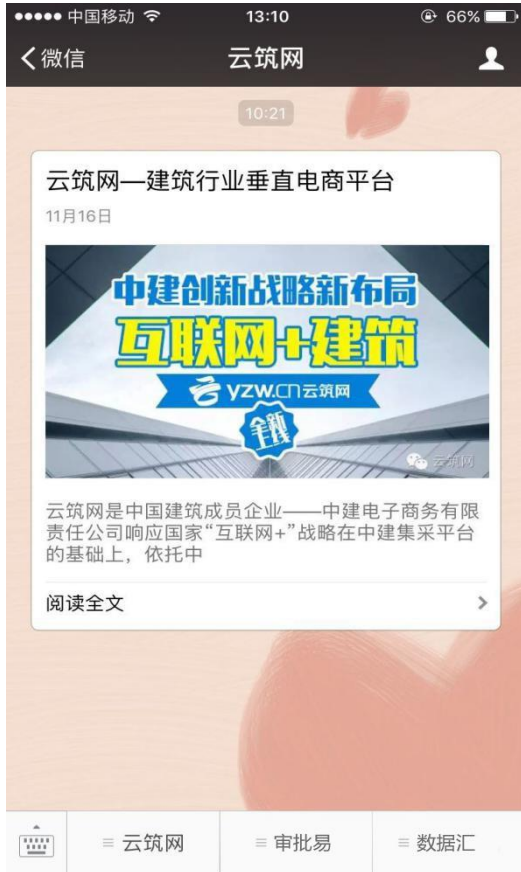 中国移动 13:10 66%
微信 云筑网
10:21
云筑网—建筑行业垂直电商平台
11月16日
中建创新战略新布局
互联网+建筑
YZW.CN云筑网
全新
云筑网
云筑网是中国建筑成员企业——中建电子商务有限
责任公司响应国家“互联网+”战略在中建集采平台
的基础上，依托中
阅读全文
云筑网 审批易 数据汇